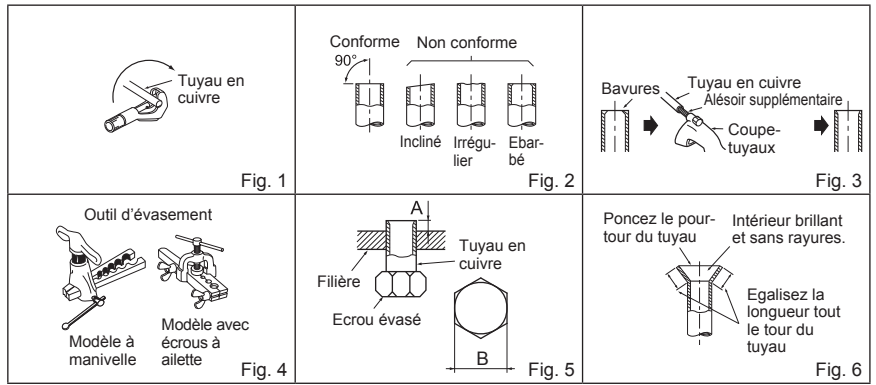 Tuyau en
cuivre
Fig. 1
Conforme
Non conforme
90°
Incliné
Irrégu-
lier
Ebar-
bé
Fig. 2
Bavures
Tuyau en cuivre
Alésoir supplémentaire
Coupe-
tuyaux
Fig. 3
Outil d'évasement
Modèle à
manivelle
Modèle avec
écrous à
ailette
Fig. 4
A
Tuyau en
cuivre
Filière
Ecrou évasé
B
Fig. 5
Poncez le pour-
tour du tuyau
Intérieur brillant
et sans rayures.
Egalisez la
longueur tout
le tour du
tuyau
Fig. 6